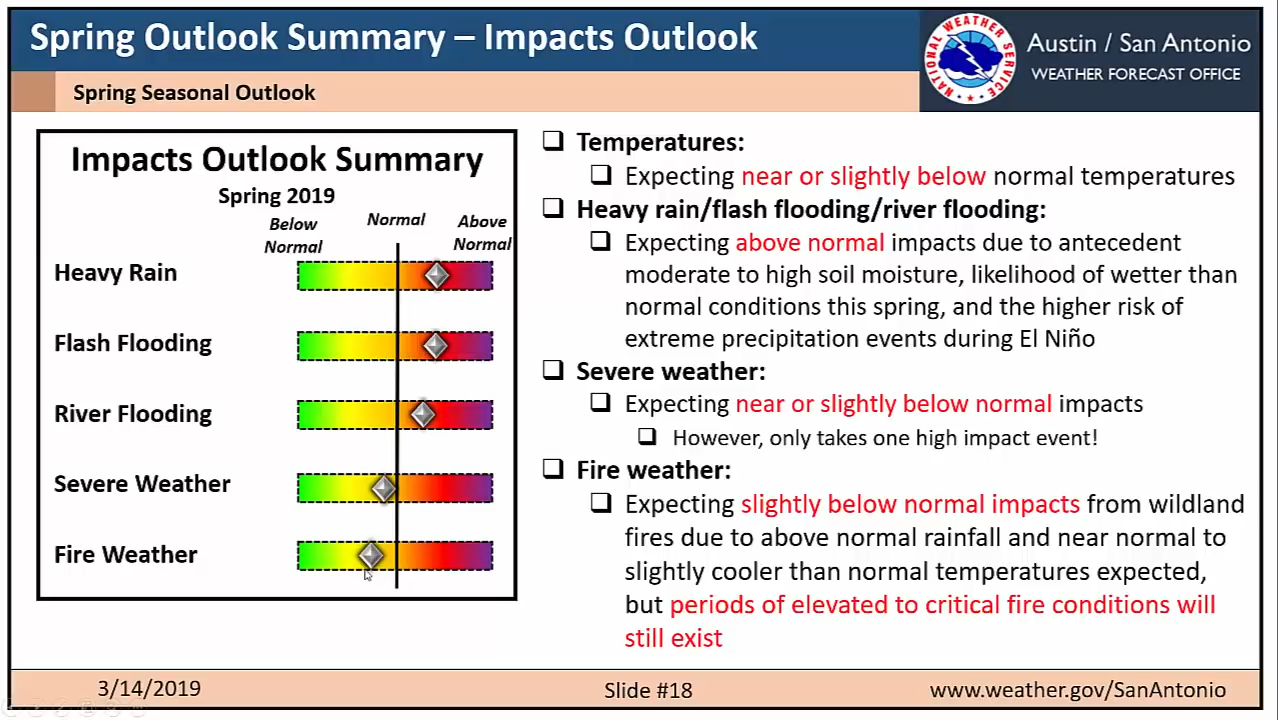 Spring Outlook Summary – Impacts Outlook
NATIONAL WEATHER SERVICE
Austin / San Antonio
WEATHER FORECAST OFFICE
Spring Seasonal Outlook
Impacts Outlook Summary
Spring 2019
Below Normal
Normal
Above Normal
Heavy Rain
Flash Flooding
River Flooding
Severe Weather
Fire Weather
Temperatures:
Expecting near or slightly below normal temperatures
Heavy rain/flash flooding/river flooding:
Expecting above normal impacts due to antecedent
moderate to high soil moisture, likelihood of wetter than
normal conditions this spring, and the higher risk of
extreme precipitation events during El Niño
Severe weather:
Expecting near or slightly below normal impacts
However, only takes one high impact event!
Fire weather:
Expecting slightly below normal impacts from wildland
fires due to above normal rainfall and near normal to
slightly cooler than normal temperatures expected,
but periods of elevated to critical fire conditions will
still exist
3/14/2019
Slide #18
www.weather.gov/SanAntonio